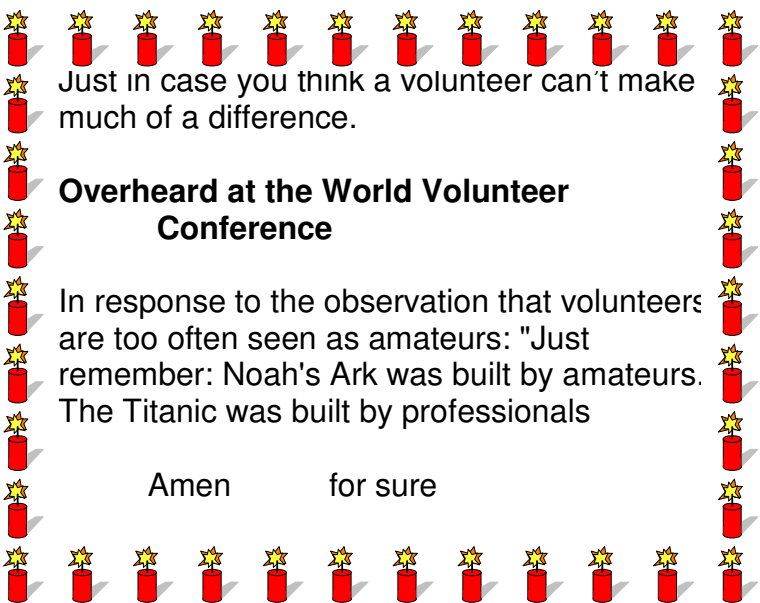 Just in case you think a volunteer can't make
much of a difference.
Overheard at the World Volunteer
Conference
In response to the observation that volunteers
are too often seen as amateurs: "Just
remember: Noah's Ark was built by amateurs.
The Titanic was built by professionals
Amen for sure